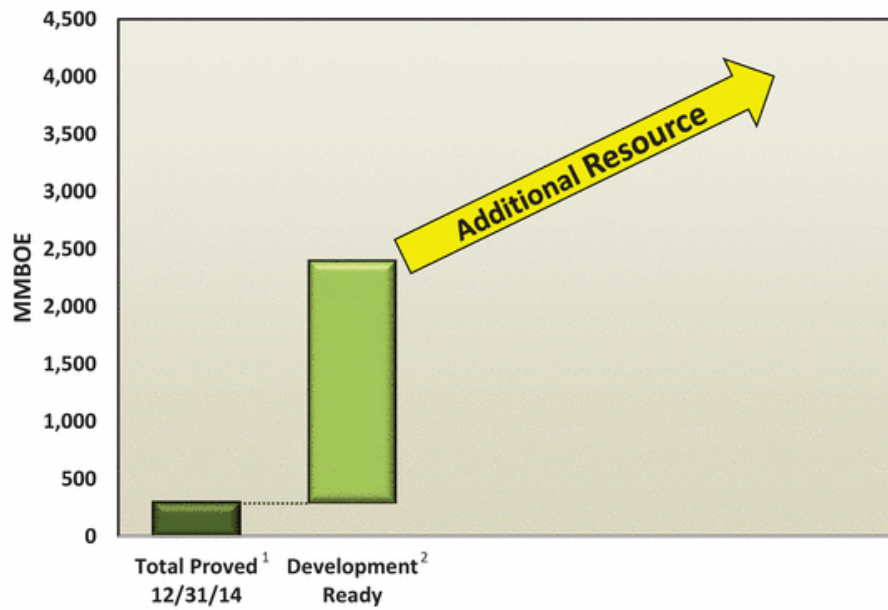 4,500
4,000
3,500
3,000
2,500
2,000
1,500
1,000
500
0
MMBOE
Additional Resource
Total Proved 1
12/31/14
Development 2
Ready